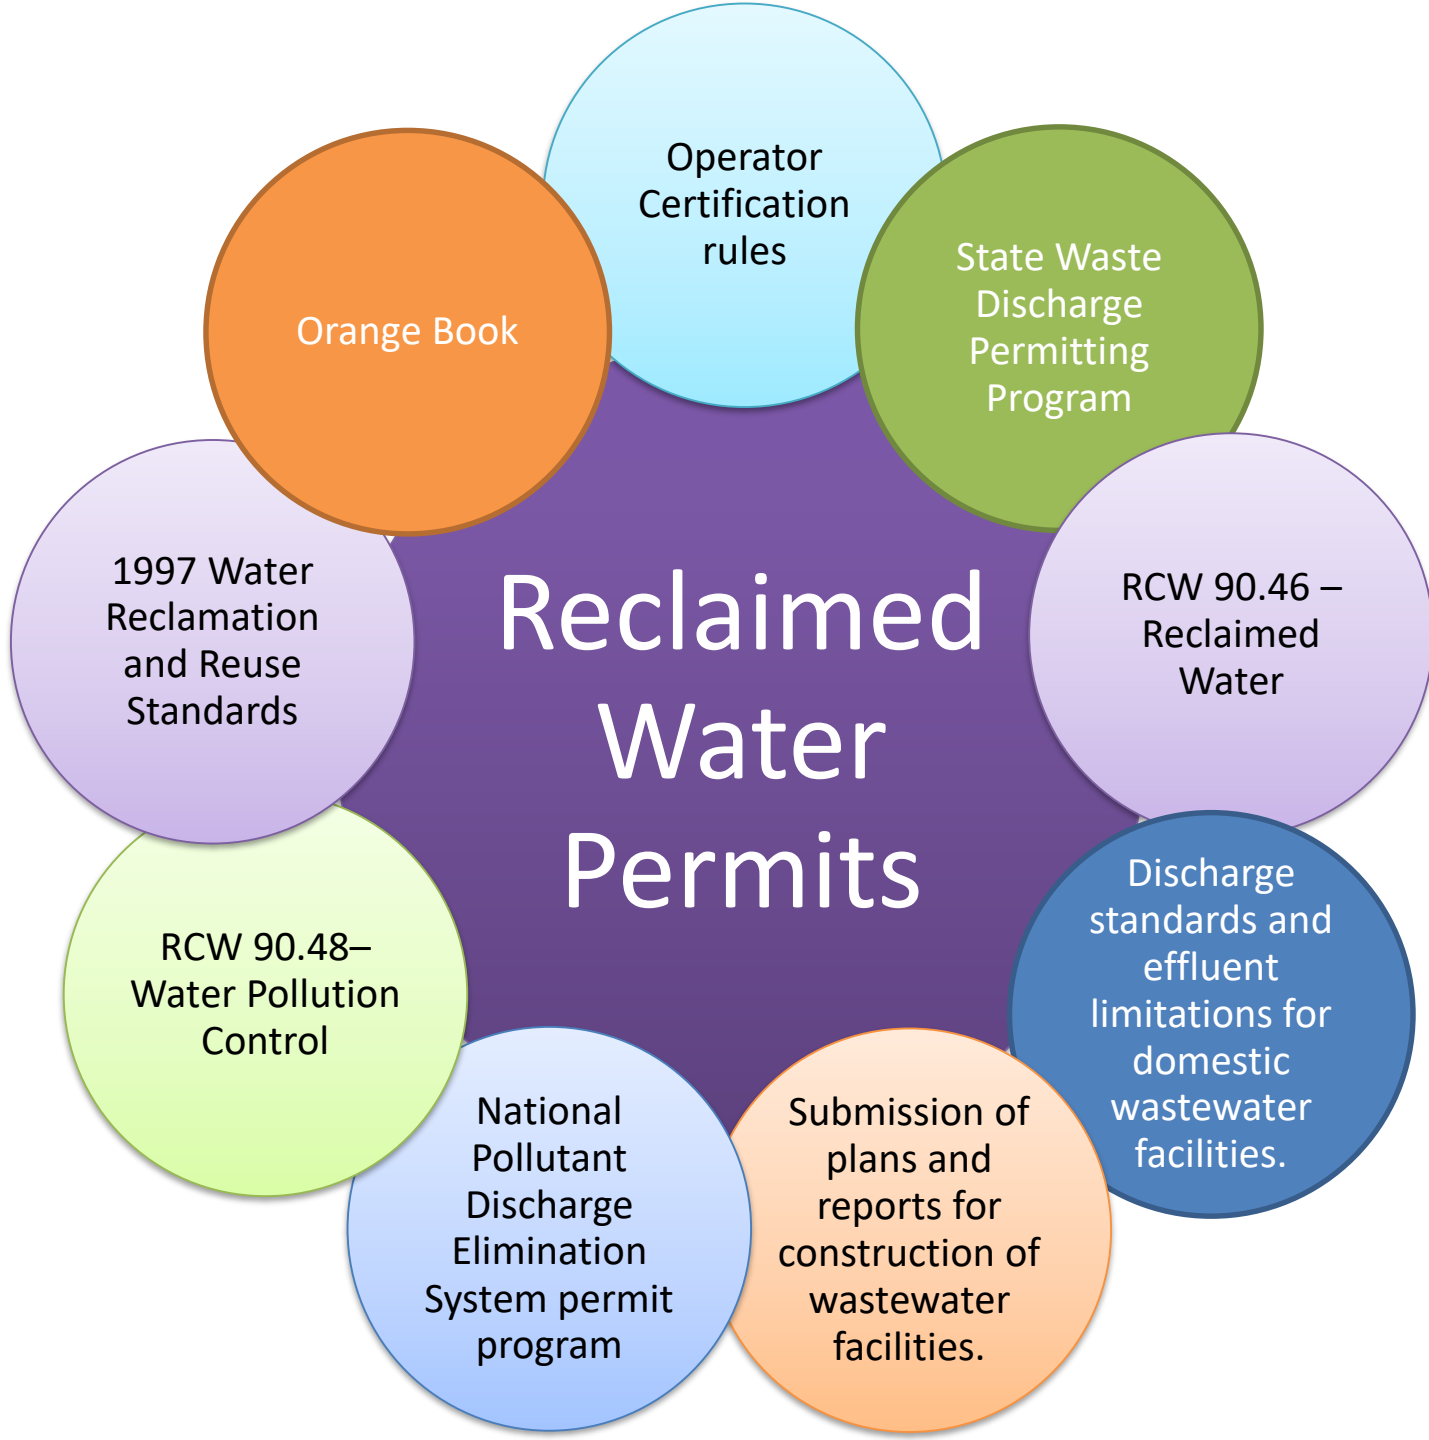 Operator
Certification
rules
State Waste
Discharge
Permitting
Program
RCW 90.46 –
Reclaimed
Water
Discharge
standards and
effluent
limitations for
domestic
wastewater
facilities.
Submission of
plans and
reports for
construction of
wastewater
facilities.
National
Pollutant
Discharge
Elimination
System permit
program
RCW 90.48–
Water Pollution
Control
1997 Water
Reclamation
and Reuse
Standards
Orange Book
Reclaimed
Water
Permits